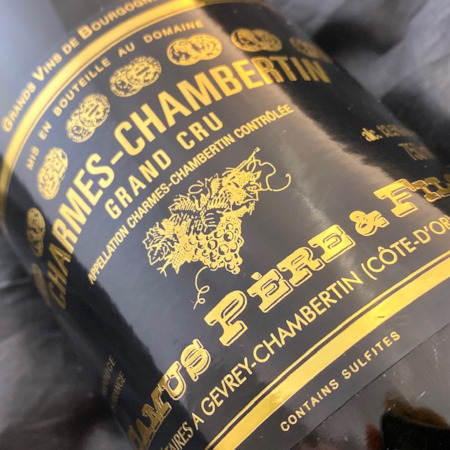 GRANDS VINS DE BOURGOGNE
MIS EN BOUTEILLE AU DOMAINE
CHARMES-CHAMBERTIN
GRAND CRU
APPELLATION CHARMES-CHAMBERTIN CONTRÔLÉE
PÈRE &
A GEVREY-CHAMBERTIN (CÔTE-D'OR
CONTAINS SULFITES